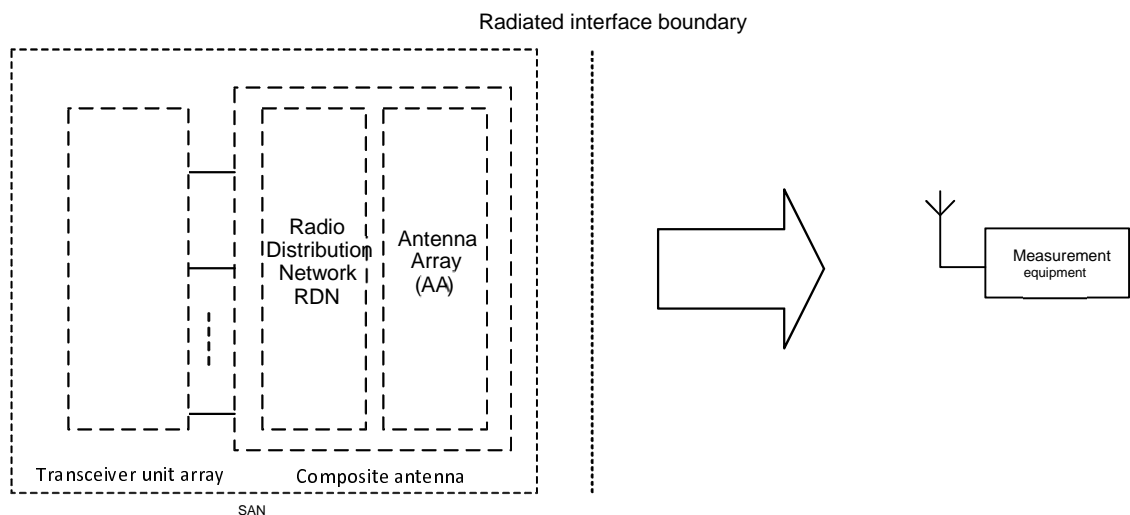 Radiated interface boundary
Radio
Distribution
Network
RDN
Antenna
Array
(AA)
Measurement
equipment
Transceiver unit array
Composite antenna
SAN